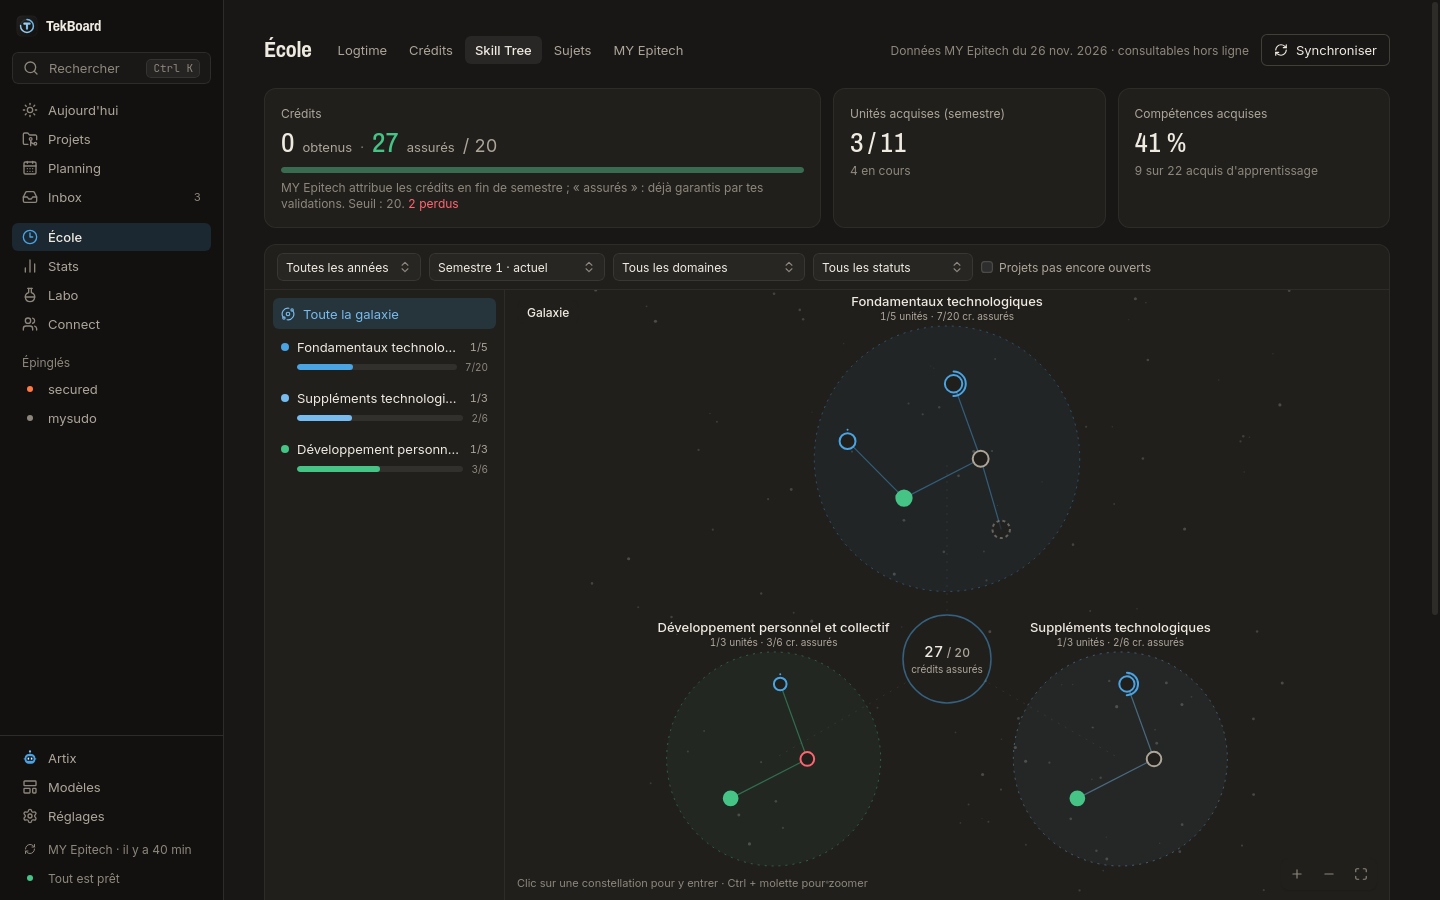 TekBoard
Rechercher
Ctrl K
Aujourd'hui
Projets
Planning
Inbox
3
École
Stats
Labo
Connect
Épinglés
secured
mysudo
Artix
Modèles
Réglages
MY Epitech · il y a 40 min
Tout est prêt
École
Logtime
Crédits
Skill Tree
Sujets
MY Epitech
Données MY Epitech du 26 nov. 2026 · consultables hors ligne
Synchroniser
Crédits
0 obtenus · 27 assurés / 20
MY Epitech attribue les crédits en fin de semestre ; « assurés » : déjà garantis par tes
validations. Seuil : 20. 2 perdus
Unités acquises (semestre)
3 / 11
4 en cours
Compétences acquises
41 %
9 sur 22 acquis d'apprentissage
Toutes les années
Semestre 1 · actuel
Tous les domaines
Tous les statuts
Projets pas encore ouverts
Toute la galaxie
Fondamentaux technolo...
1/5
7/20
Suppléments technologi...
1/3
2/6
Développement personn...
1/3
3/6
Galaxie
Fondamentaux technologiques
1/5 unités · 7/20 cr. assurés
Développement personnel et collectif
1/3 unités · 3/6 cr. assurés
27 / 20
crédits assurés
Suppléments technologiques
1/3 unités · 2/6 cr. assurés
Clic sur une constellation pour y entrer · Ctrl + molette pour zoomer